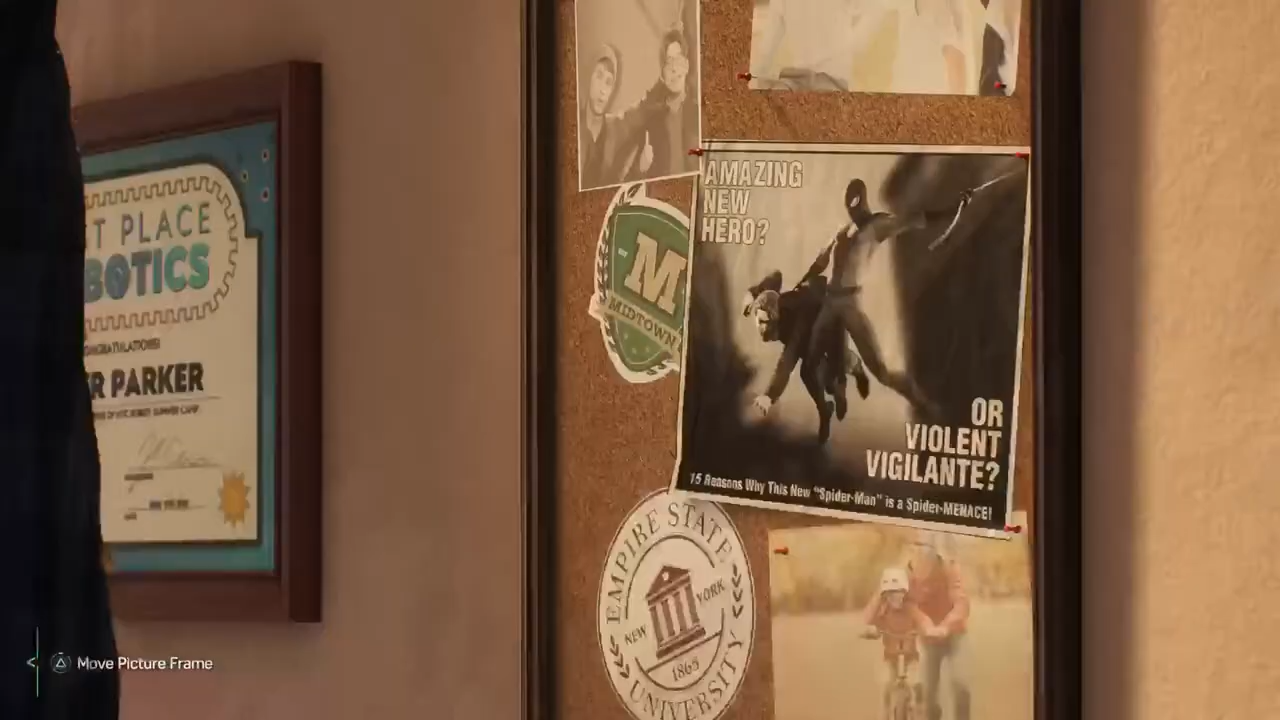 T PLACE
BOTICS
CONGRATULATIONS!
R PARKER
AMAZING
NEW
HERO?
M
MIDTOWN
OR
VIOLENT
VIGILANTE?
15 Reasons Why This New "Spider-Man" is a Spider-MENACE!
EMPIRE STATE
NEW YORK
1865
UNIVERSITY
Move Picture Frame